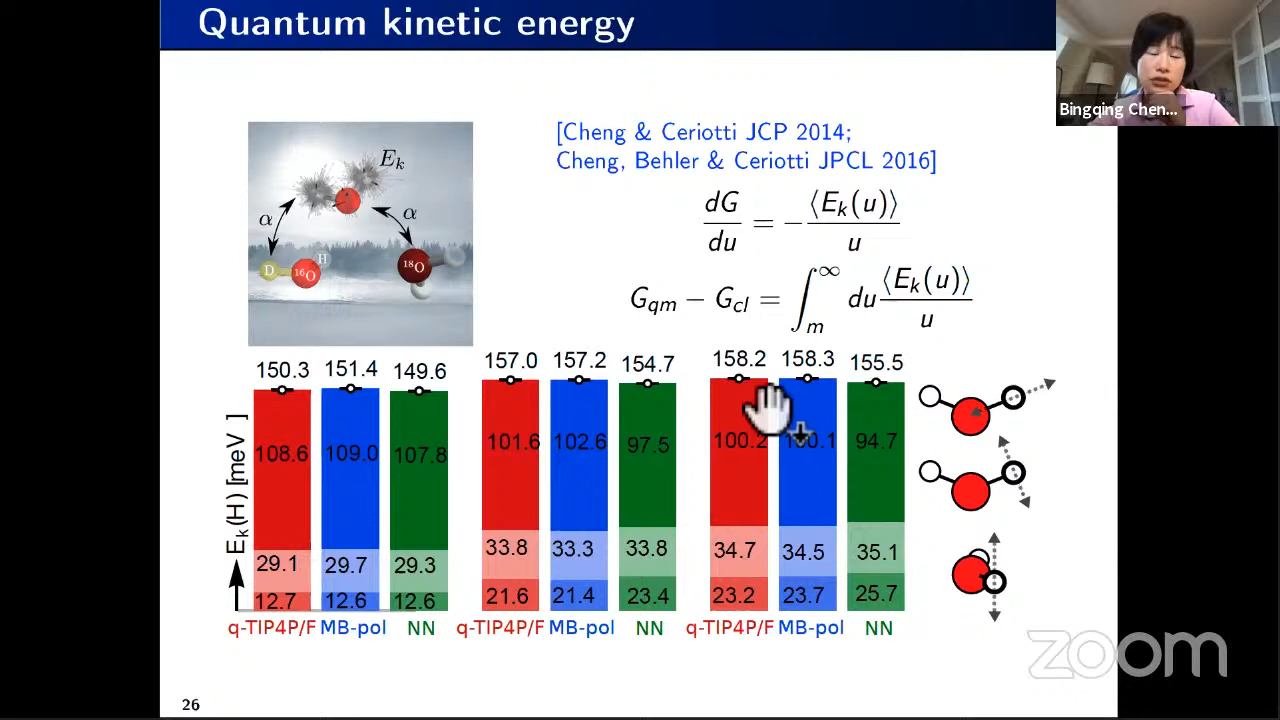 Quantum kinetic energy
Bingqing Chen...
[Cheng & Ceriotti JCP 2014;
Cheng, Behler & Ceriotti JPCL 2016]
E_k
α
α
D
16O
H
18O
dG/du = − ⟨E_k(u)⟩/u
G_qm − G_cl = ∫_m^∞ du ⟨E_k(u)⟩/u
150.3 151.4 149.6 157.0 157.2 154.7 158.2 158.3 155.5
108.6 109.0 107.8 101.6 102.6 97.5 100.2 94.7
E_k(H) [meV ]
29.1 29.7 29.3 33.8 33.3 33.8 34.7 34.5 35.1
12.7 12.6 12.6 21.6 21.4 23.4 23.2 23.7 25.7
q-TIP4P/F MB-pol NN q-TIP4P/F MB-pol NN q-TIP4P/F MB-pol NN
zoom
26